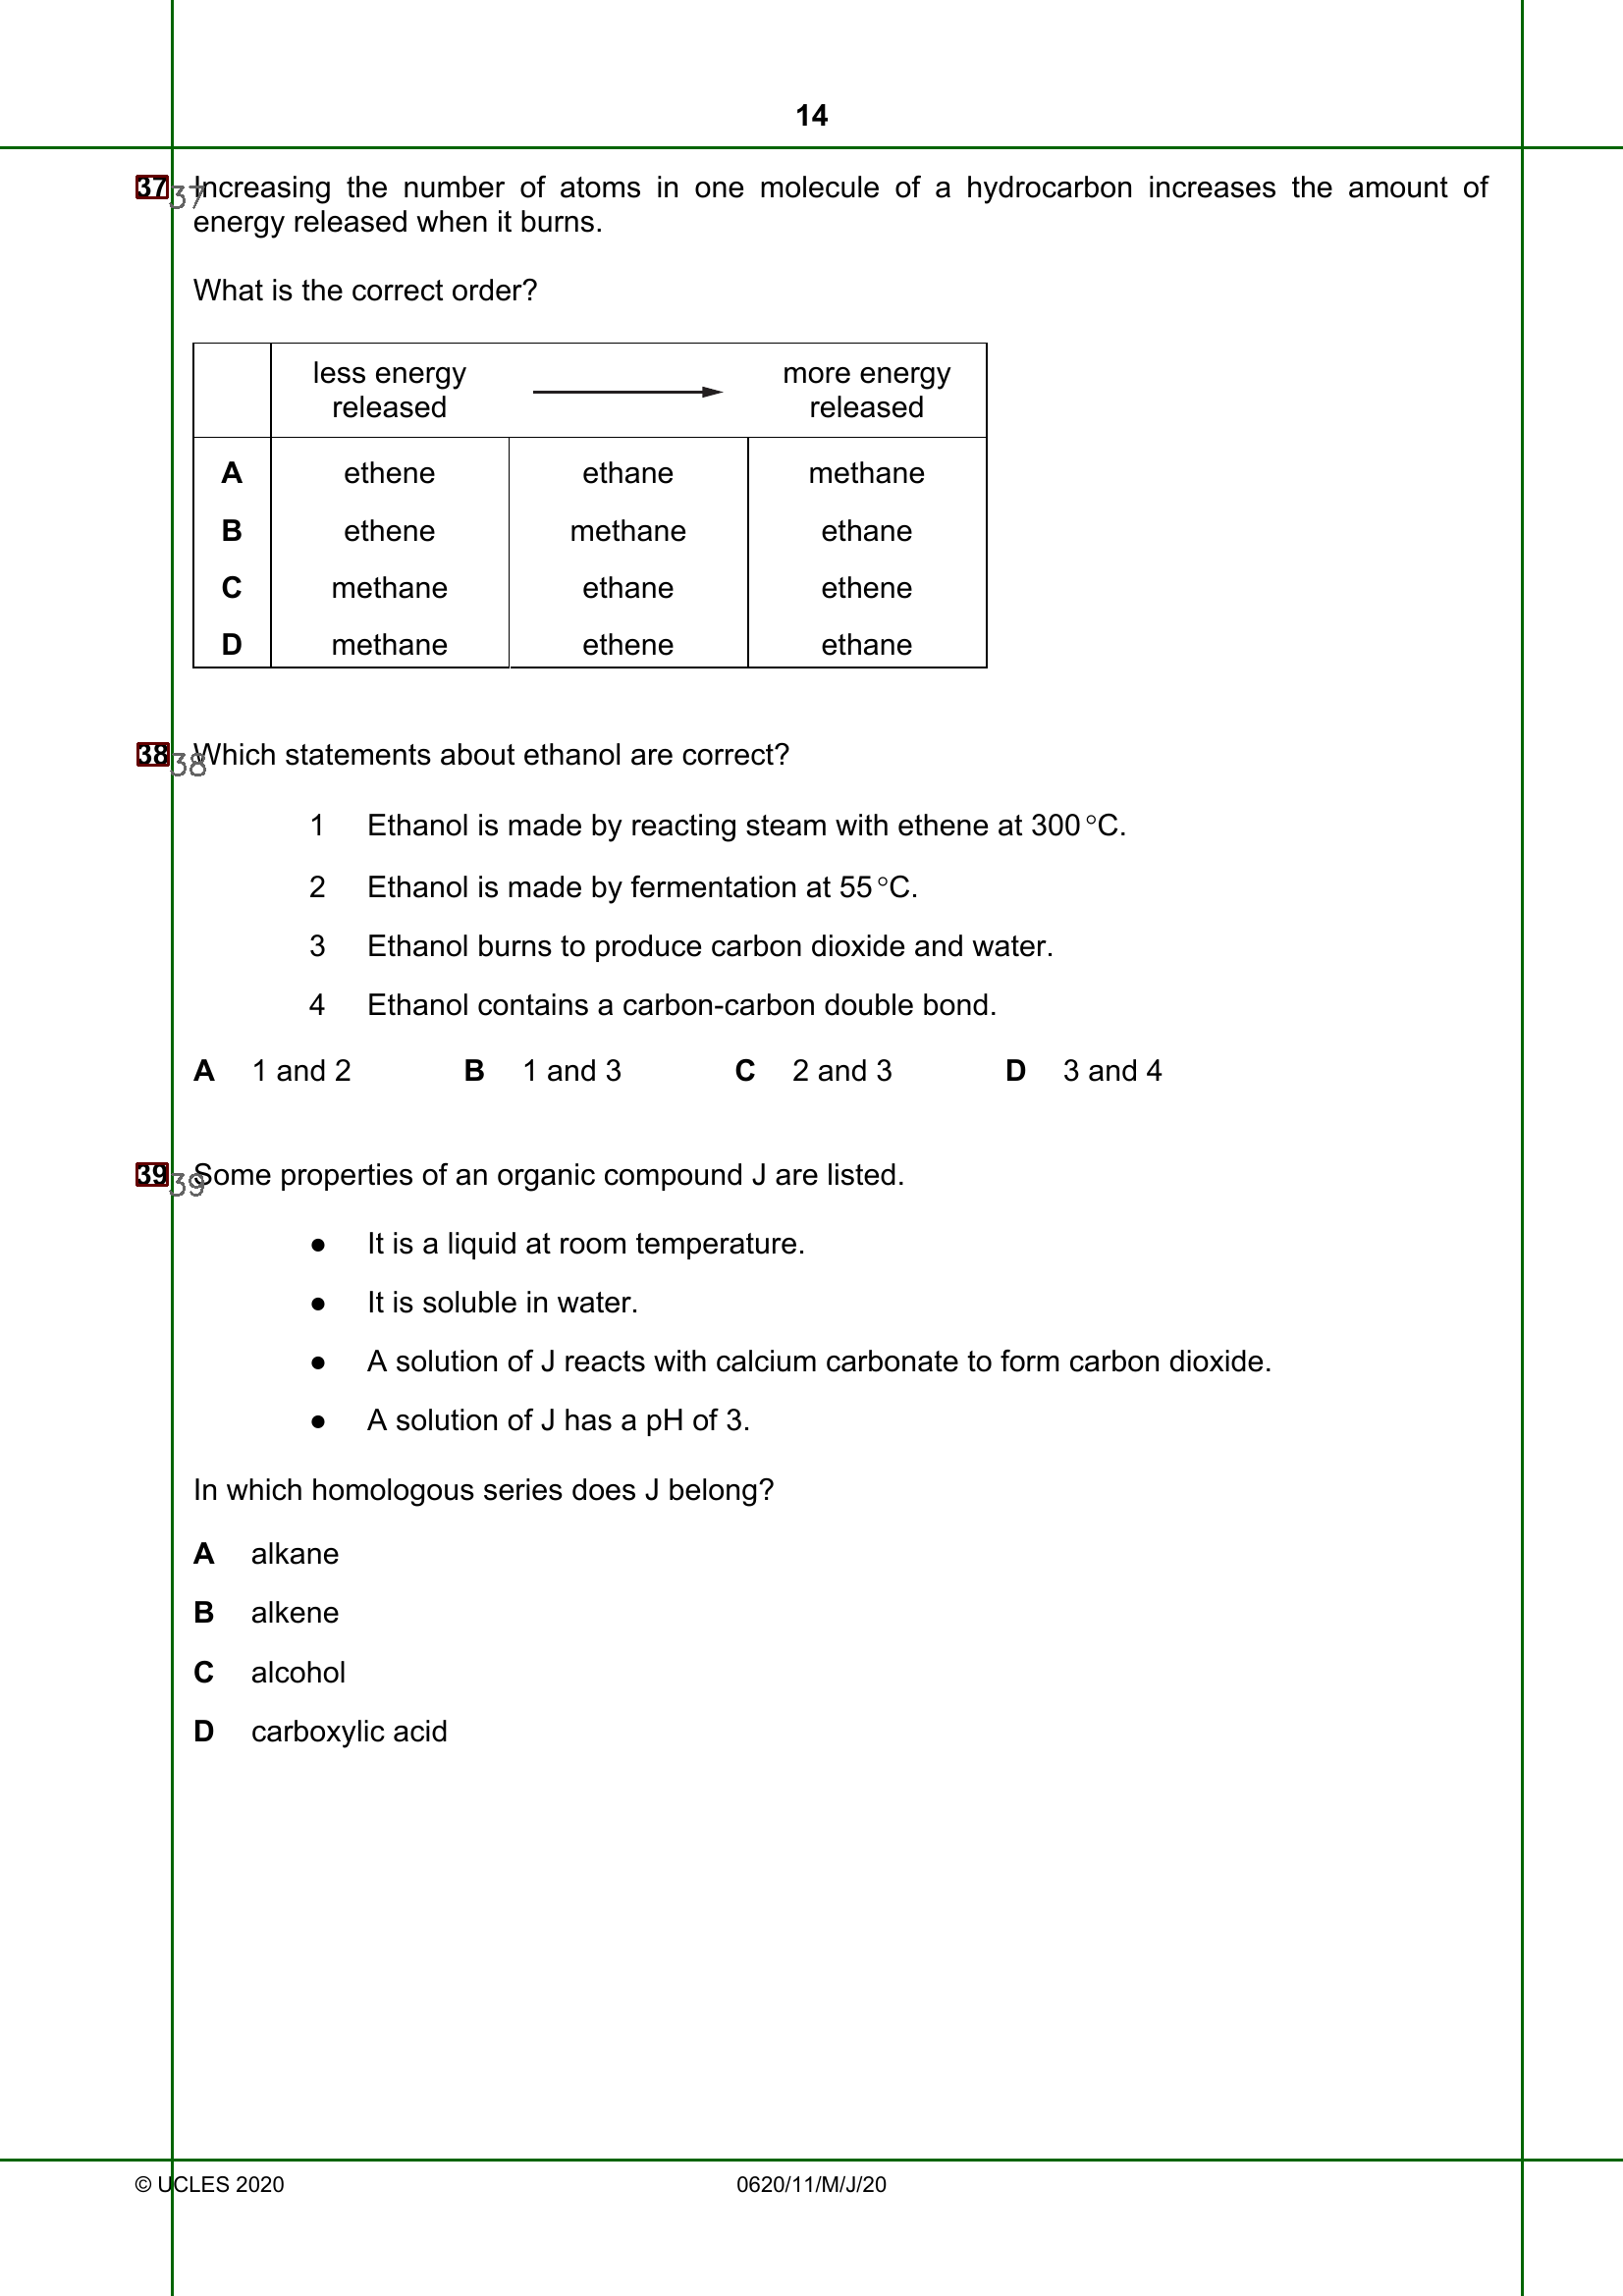 14
37 37 Increasing the number of atoms in one molecule of a hydrocarbon increases the amount of
energy released when it burns.
What is the correct order?
less energy released → more energy released
A ethene ethane methane
B ethene methane ethane
C methane ethane ethene
D methane ethene ethane
38 38 Which statements about ethanol are correct?
1 Ethanol is made by reacting steam with ethene at 300 °C.
2 Ethanol is made by fermentation at 55 °C.
3 Ethanol burns to produce carbon dioxide and water.
4 Ethanol contains a carbon-carbon double bond.
A 1 and 2 B 1 and 3 C 2 and 3 D 3 and 4
39 39 Some properties of an organic compound J are listed.
● It is a liquid at room temperature.
● It is soluble in water.
● A solution of J reacts with calcium carbonate to form carbon dioxide.
● A solution of J has a pH of 3.
In which homologous series does J belong?
A alkane
B alkene
C alcohol
D carboxylic acid
© UCLES 2020 0620/11/M/J/20